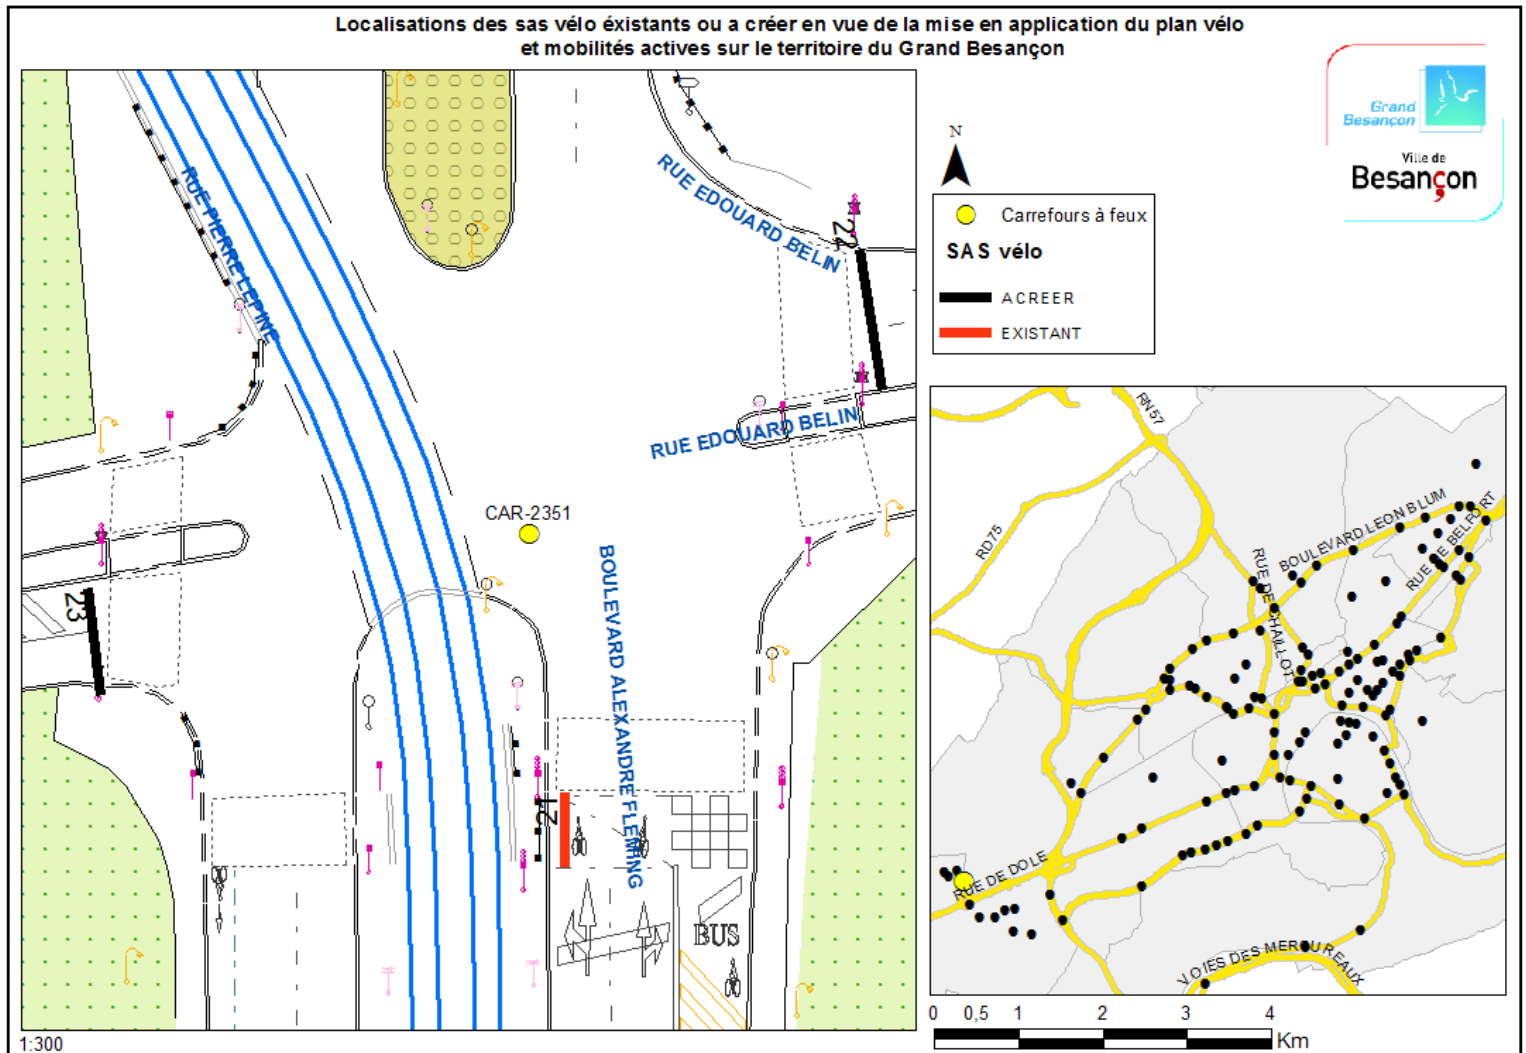 Localisations des sas vélo éxistants ou a créer en vue de la mise en application du plan vélo
et mobilités actives sur le territoire du Grand Besançon
Grand
Besançon
Ville de
Besançon
N
Carrefours à feux
SAS vélo
A CREER
EXISTANT
RUE PIERRE LEPINE
RUE EDOUARD BELIN
22
RUE EDOUARD BELIN
CAR-2351
BOULEVARD ALEXANDRE FLEMING
23
21
BUS
1:300
RN57
RD75
BOULEVARD LEON BLUM
RUE DE BELFORT
RUE DE CHAILLOT
RUE DE DOLE
VOIES DES MERCUREAUX
0 0,5 1 2 3 4
Km